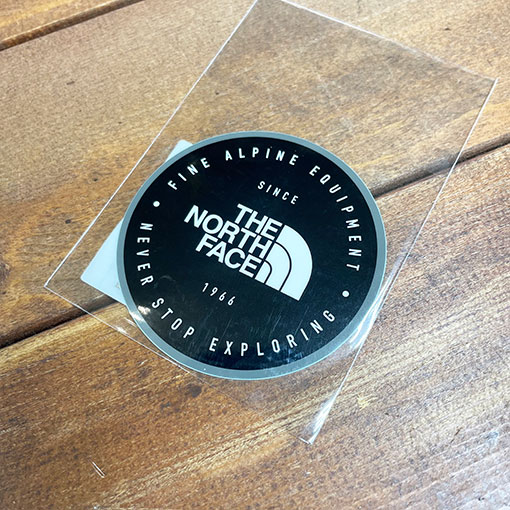 FINE ALPINE EQUIPMENT
SINCE
THE
NORTH
FACE
1966
NEVER STOP EXPLORING